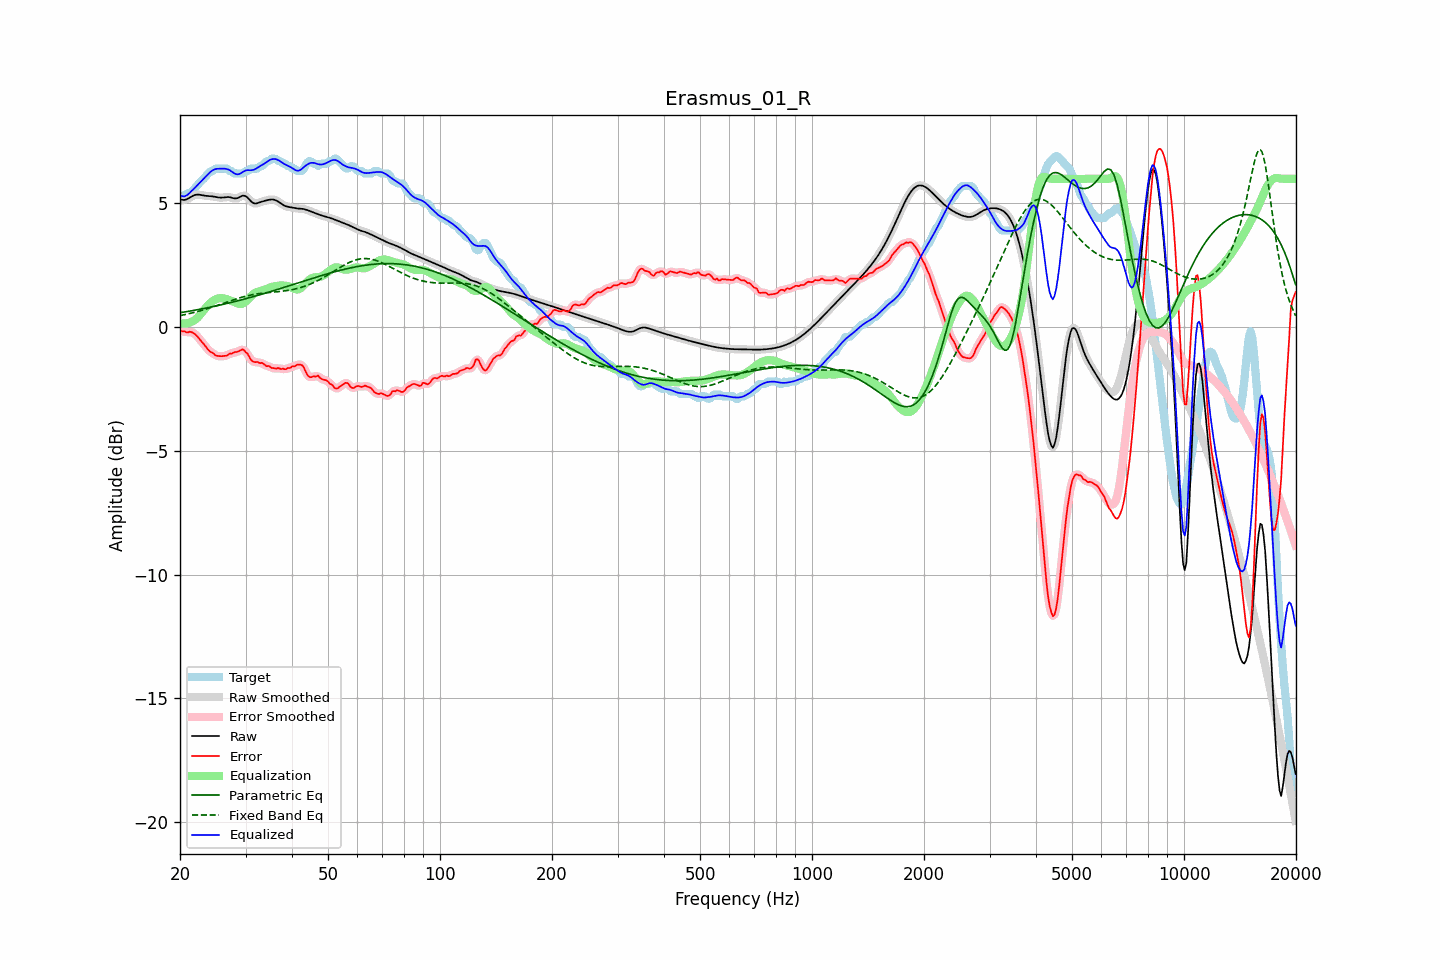 Erasmus_01_R
Amplitude (dBr)
5
0
−5
−10
−15
−20
Target
Raw Smoothed
Error Smoothed
Raw
Error
Equalization
Parametric Eq
Fixed Band Eq
Equalized
20 50 100 200 500 1000 2000 5000 10000 20000
Frequency (Hz)